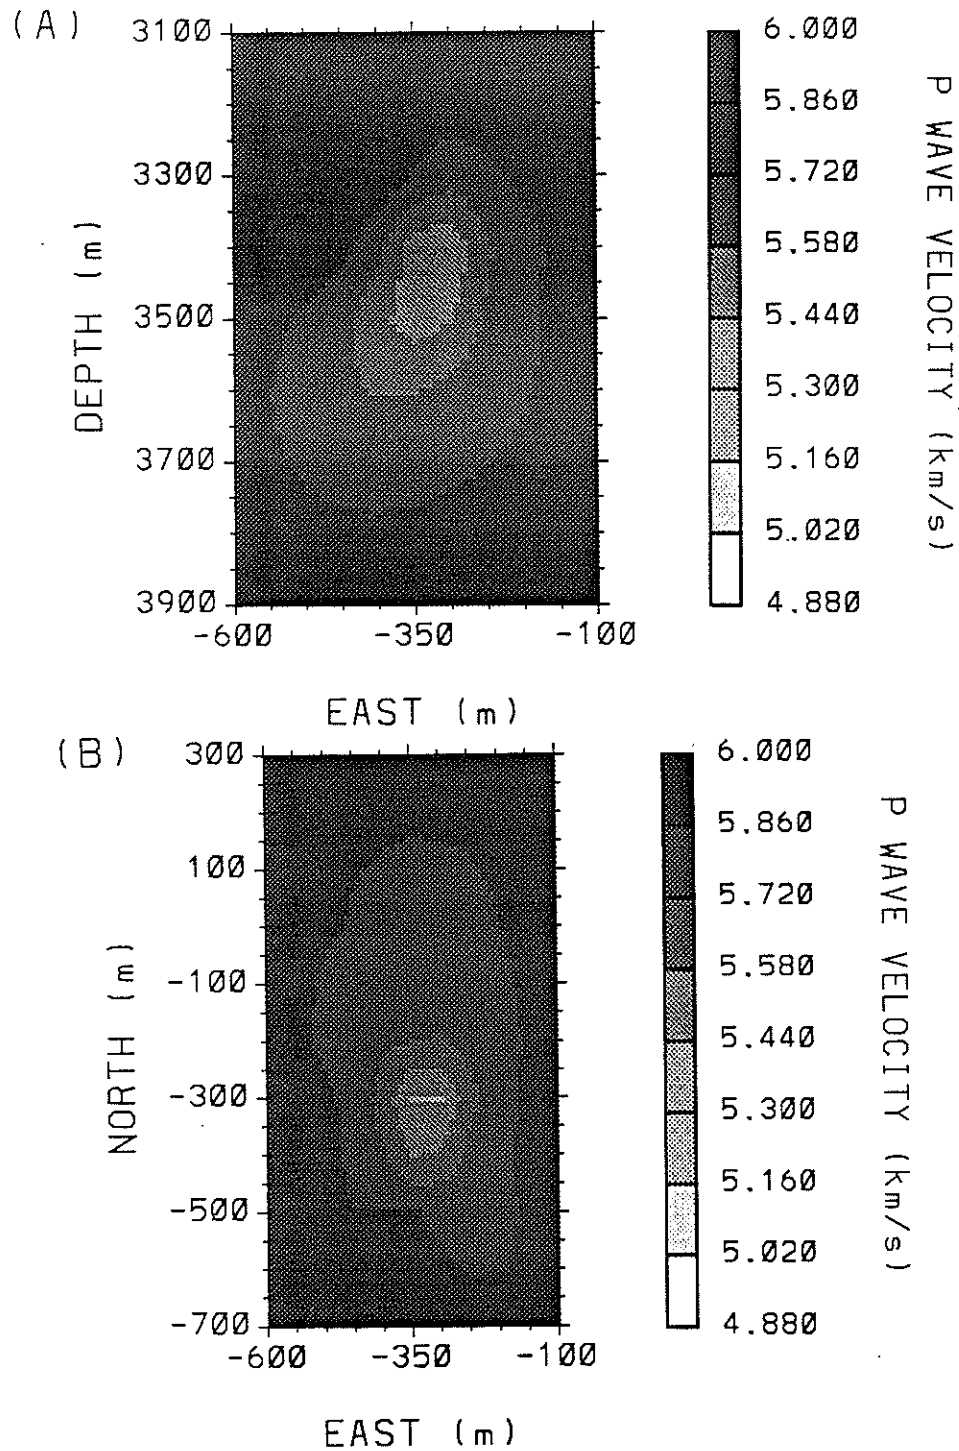 (A)
3100
3300
3500
3700
3900
DEPTH (m)
-600 -350 -100
EAST (m)
6.000
5.860
5.720
5.580
5.440
5.300
5.160
5.020
4.880
P WAVE VELOCITY (km/s)
(B)
300
100
-100
-300
-500
-700
NORTH (m)
-600 -350 -100
EAST (m)
6.000
5.860
5.720
5.580
5.440
5.300
5.160
5.020
4.880
P WAVE VELOCITY (km/s)